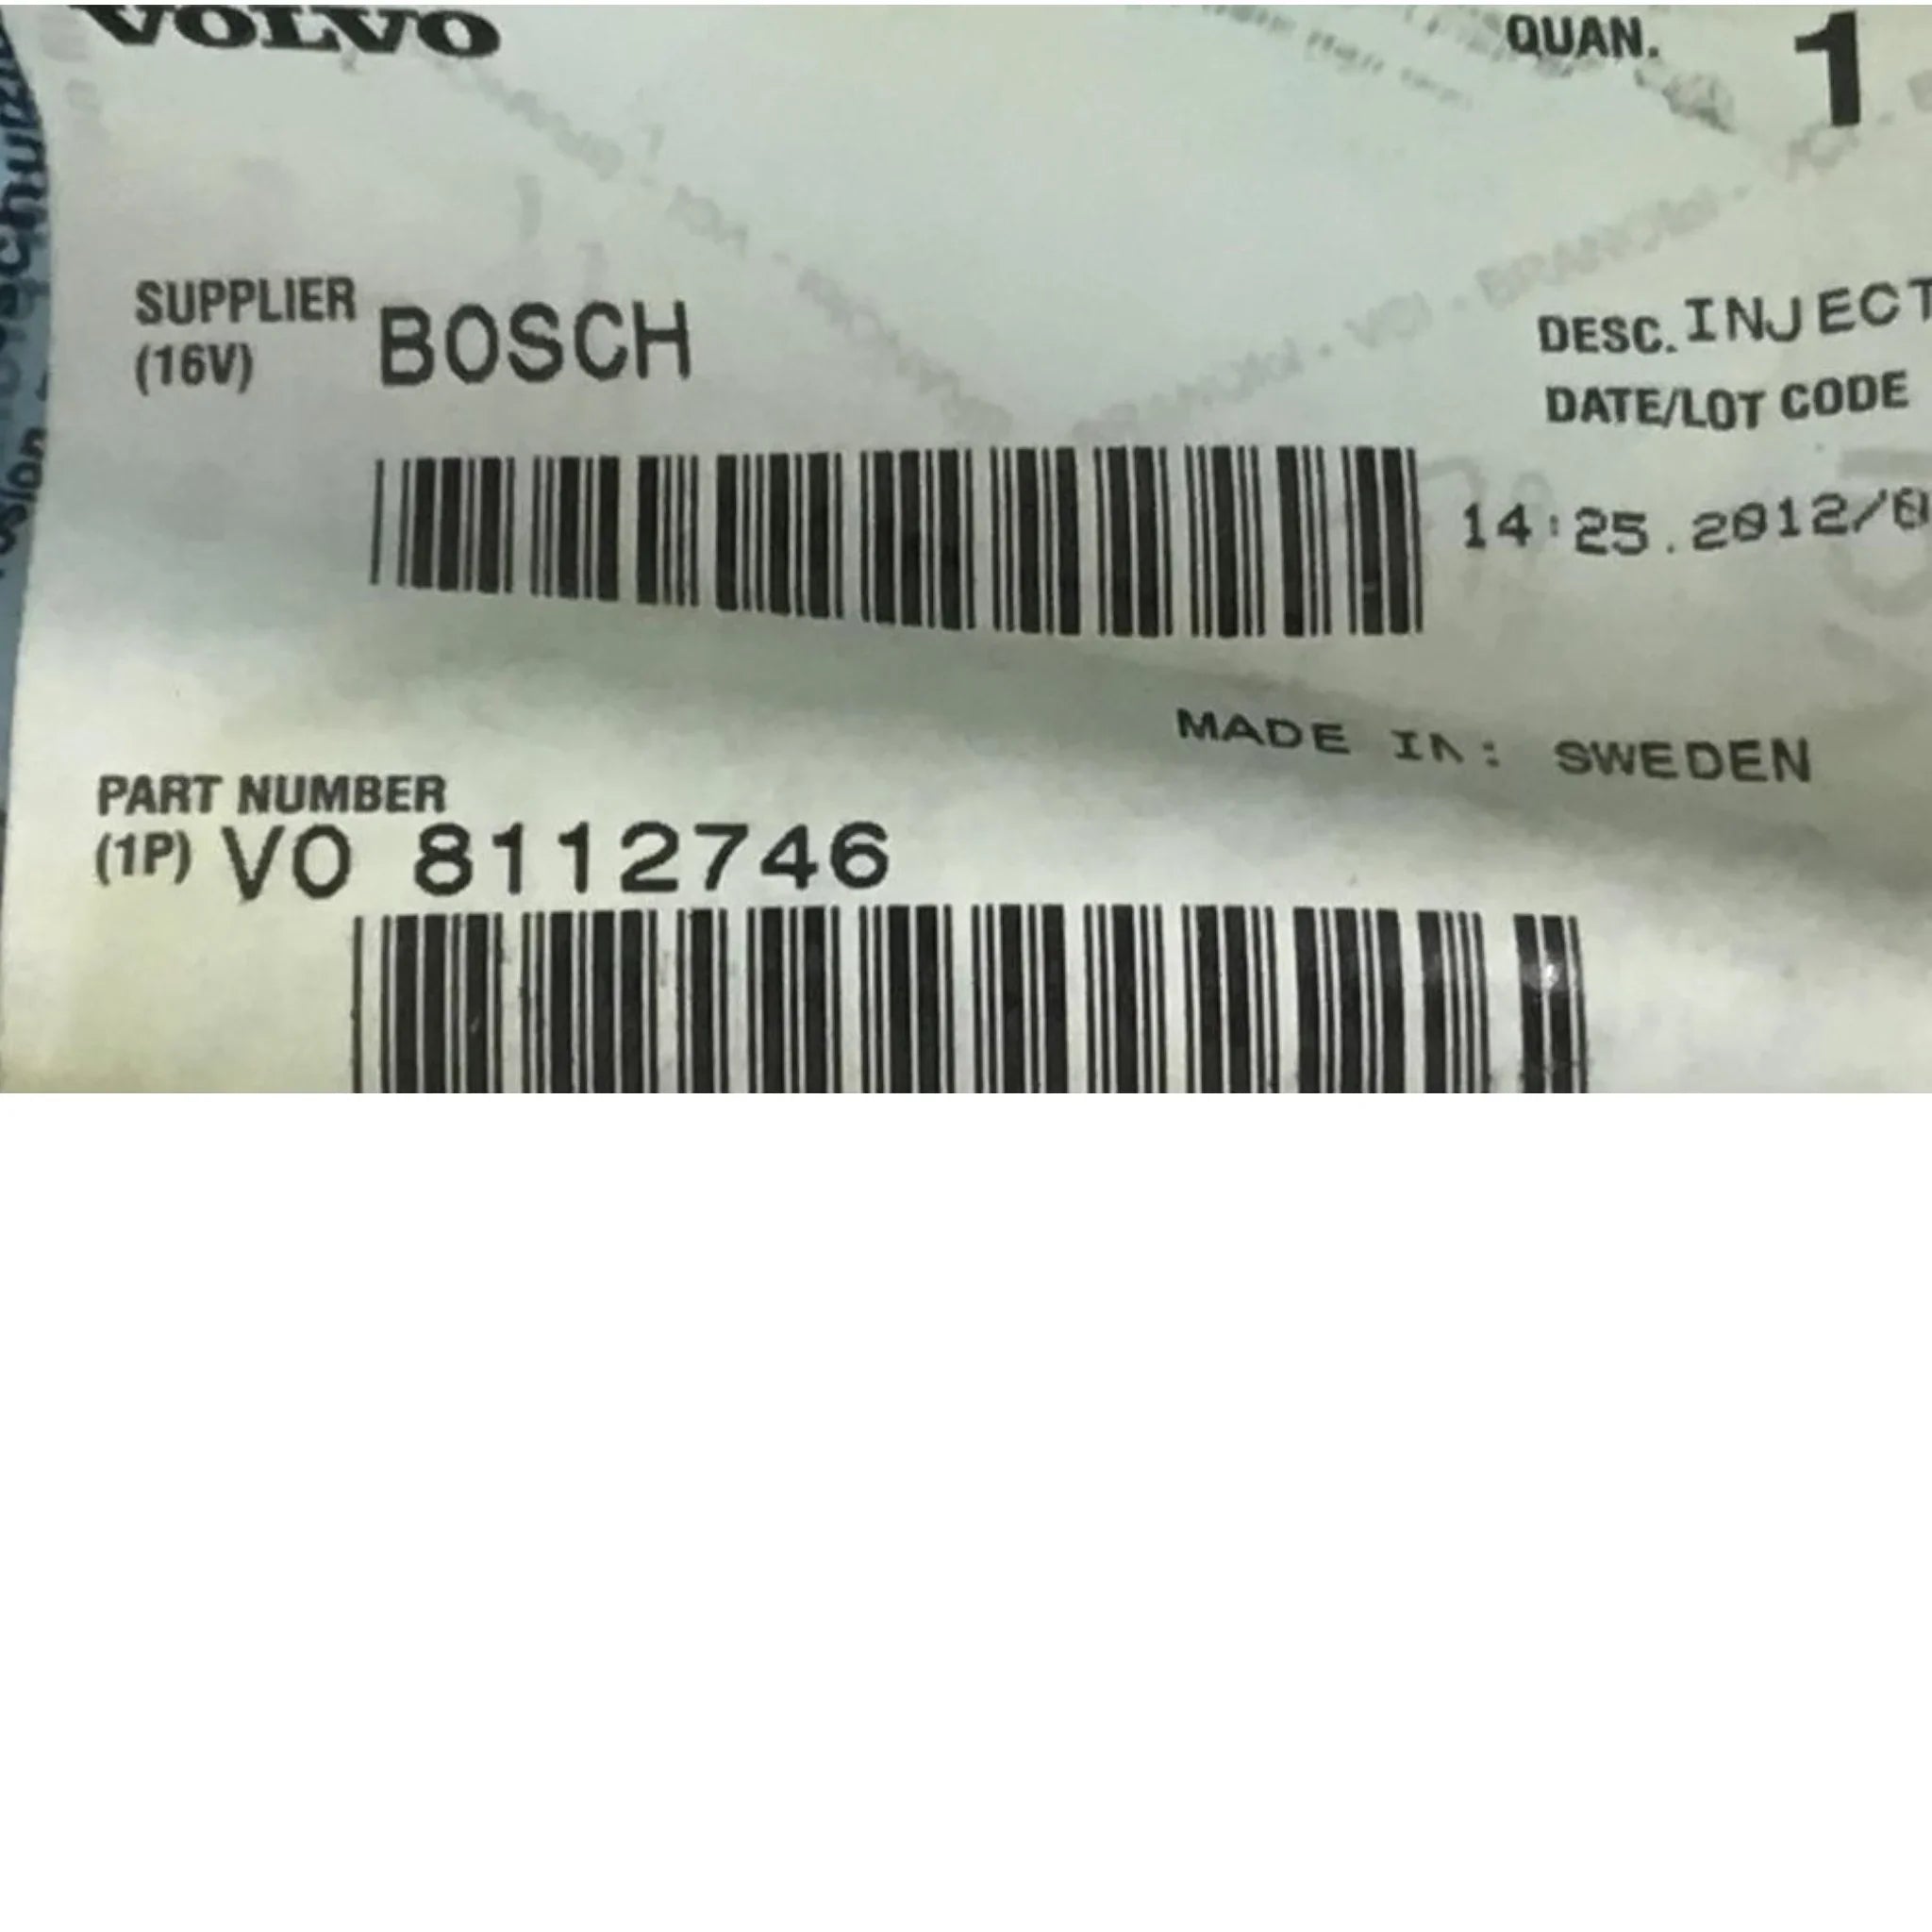 VOLVO
QUAN. 1
SUPPLIER
(16V) BOSCH
DESC. INJECT
DATE/LOT CODE
14:25.2012/0
MADE IN: SWEDEN
PART NUMBER
(1P) VO 8112746